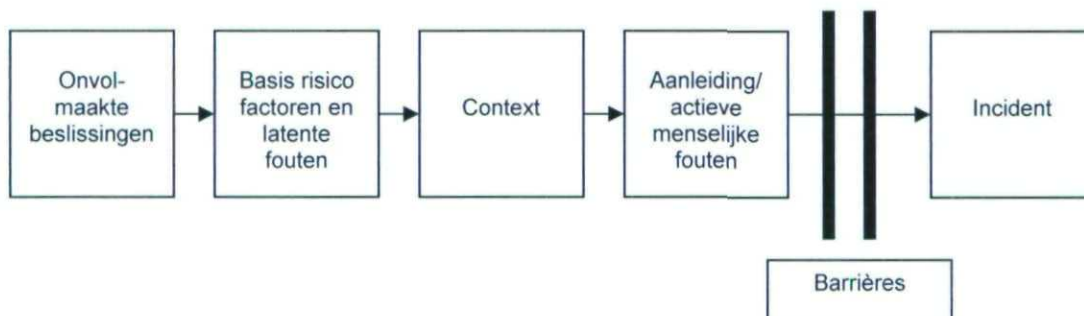 Onvol-
maakte
beslissingen
Basis risico
factoren en
latente
fouten
Context
Aanleiding/
actieve
menselijke
fouten
Incident
Barrières